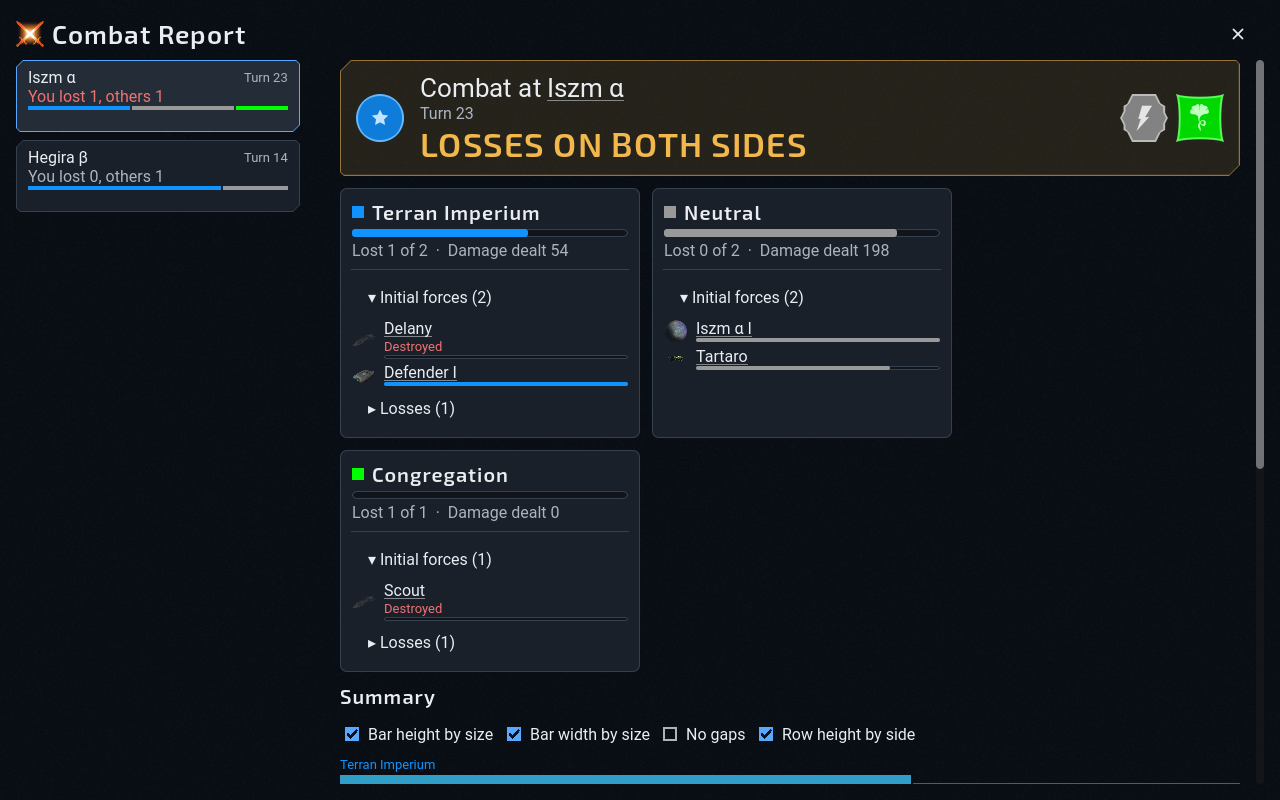 Combat Report
×
Iszm α
Turn 23
You lost 1, others 1
Hegira β
Turn 14
You lost 0, others 1
Combat at Iszm α
Turn 23
LOSSES ON BOTH SIDES
Terran Imperium
Lost 1 of 2 · Damage dealt 54
▾ Initial forces (2)
Delany
Destroyed
Defender I
▸ Losses (1)
Neutral
Lost 0 of 2 · Damage dealt 198
▾ Initial forces (2)
Iszm α I
Tartaro
Congregation
Lost 1 of 1 · Damage dealt 0
▾ Initial forces (1)
Scout
Destroyed
▸ Losses (1)
Summary
Bar height by size Bar width by size No gaps Row height by side
Terran Imperium